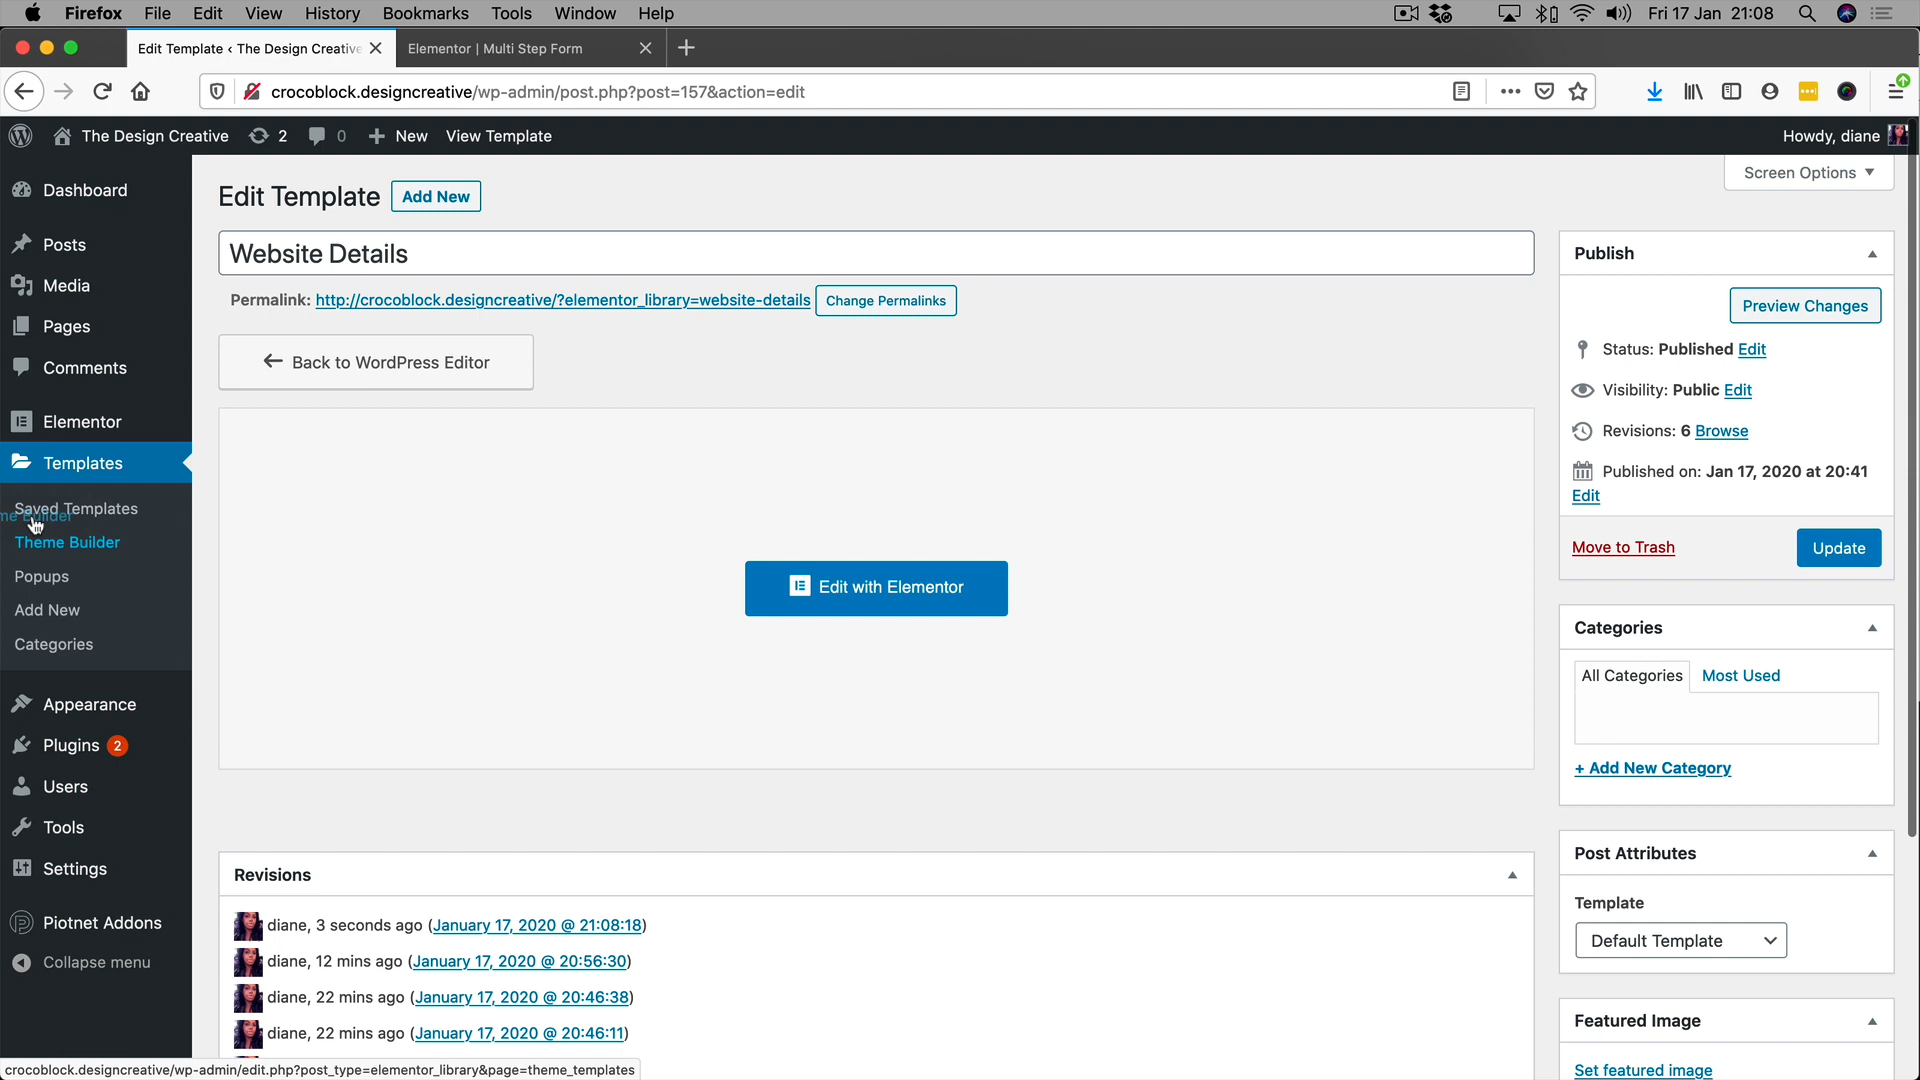 Firefox File Edit View History Bookmarks Tools Window Help Fri 17 Jan 21:08
Edit Template ‹ The Design Creative Elementor | Multi Step Form
crocoblock.designcreative/wp-admin/post.php?post=157&action=edit
The Design Creative 2 0 New View Template Howdy, diane
Screen Options
Dashboard
Posts
Media
Pages
Comments
Elementor
Templates
Saved Templates
Theme Builder
Popups
Add New
Categories
Appearance
Plugins 2
Users
Tools
Settings
Piotnet Addons
Collapse menu
Edit Template Add New
Website Details
Permalink: http://crocoblock.designcreative/?elementor_library=website-details Change Permalinks
← Back to WordPress Editor
Edit with Elementor
Revisions
diane, 3 seconds ago (January 17, 2020 @ 21:08:18)
diane, 12 mins ago (January 17, 2020 @ 20:56:30)
diane, 22 mins ago (January 17, 2020 @ 20:46:38)
diane, 22 mins ago (January 17, 2020 @ 20:46:11)
Publish
Preview Changes
Status: Published Edit
Visibility: Public Edit
Revisions: 6 Browse
Published on: Jan 17, 2020 at 20:41
Edit
Move to Trash Update
Categories
All Categories Most Used
+ Add New Category
Post Attributes
Template
Default Template
Featured Image
Set featured image
crocoblock.designcreative/wp-admin/edit.php?post_type=elementor_library&page=theme_templates